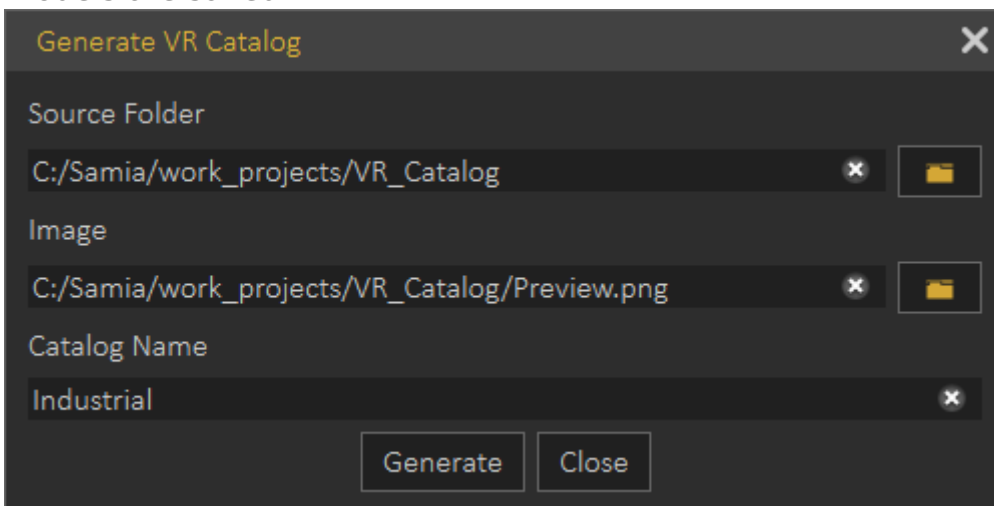 Generate VR Catalog
Source Folder
C:/Samia/work_projects/VR_Catalog
Image
C:/Samia/work_projects/VR_Catalog/Preview.png
Catalog Name
Industrial
Generate Close